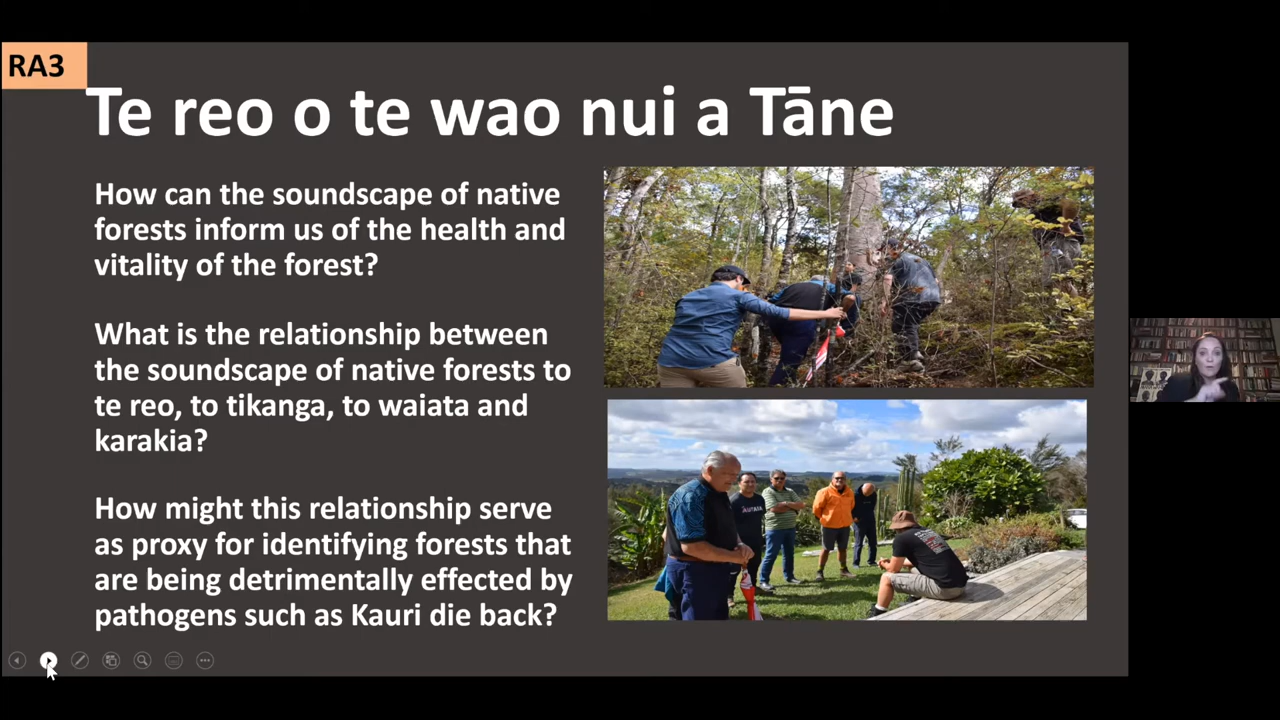 RA3
Te reo o te wao nui a Tāne
How can the soundscape of native
forests inform us of the health and
vitality of the forest?
What is the relationship between
the soundscape of native forests to
te reo, to tikanga, to waiata and
karakia?
How might this relationship serve
as proxy for identifying forests that
are being detrimentally effected by
pathogens such as Kauri die back?